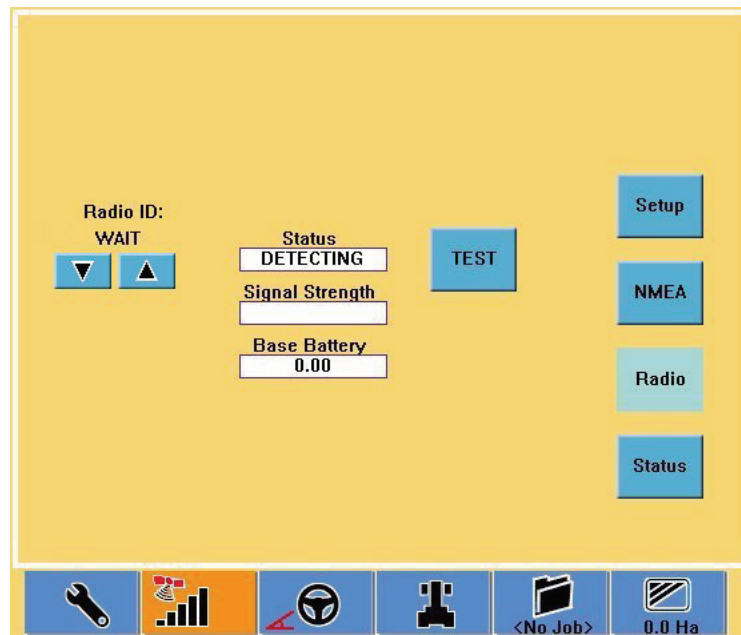 Radio ID:
WAIT
Status
DETECTING
Signal Strength
Base Battery
0.00
TEST
Setup
NMEA
Radio
Status
<No Job>
0.0 Ha